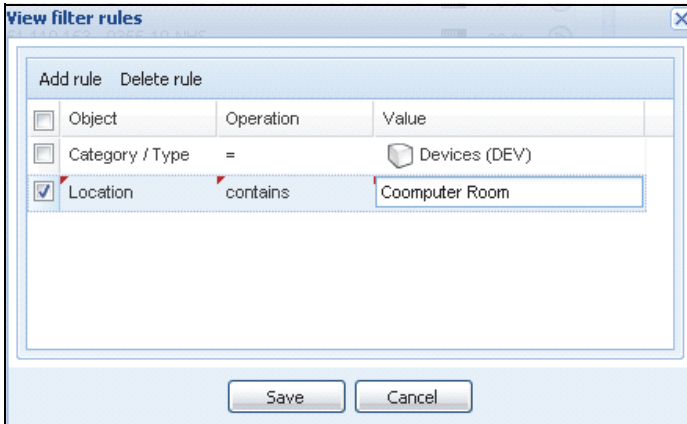 View filter rules
Add rule Delete rule
Object Operation Value
Category / Type = Devices (DEV)
Location contains Coomputer Room
Save Cancel